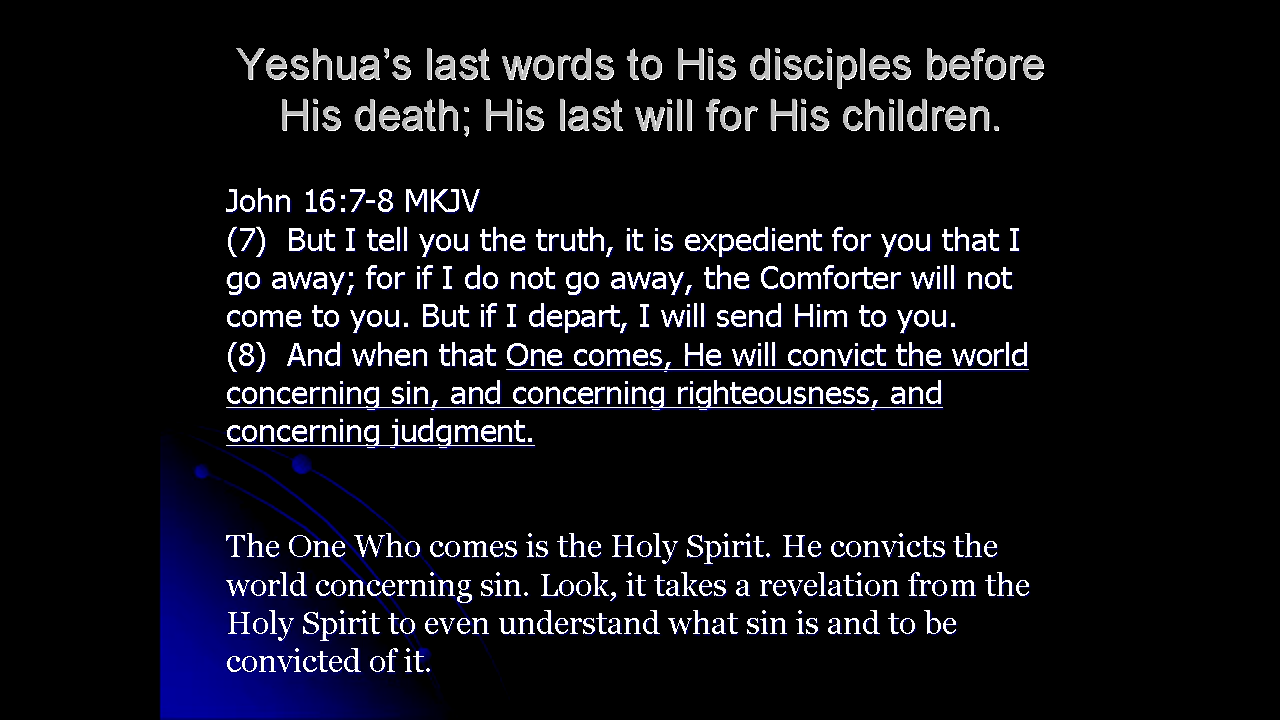 Yeshua’s last words to His disciples before
His death; His last will for His children.
John 16:7-8 MKJV
(7)  But I tell you the truth, it is expedient for you that I
go away; for if I do not go away, the Comforter will not
come to you. But if I depart, I will send Him to you.
(8)  And when that One comes, He will convict the world
concerning sin, and concerning righteousness, and
concerning judgment.
The One Who comes is the Holy Spirit. He convicts the
world concerning sin. Look, it takes a revelation from the
Holy Spirit to even understand what sin is and to be
convicted of it.